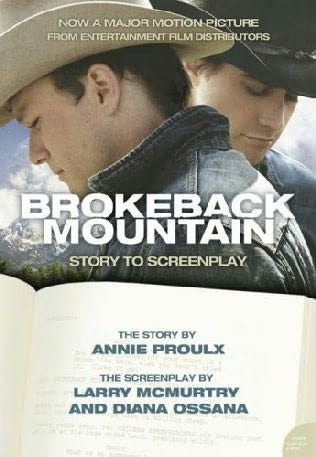 NOW A MAJOR MOTION PICTURE
FROM ENTERTAINMENT FILM DISTRIBUTORS
BROKEBACK
MOUNTAIN
STORY TO SCREENPLAY
THE STORY BY
ANNIE PROULX
THE SCREENPLAY BY
LARRY MCMURTRY
AND DIANA OSSANA